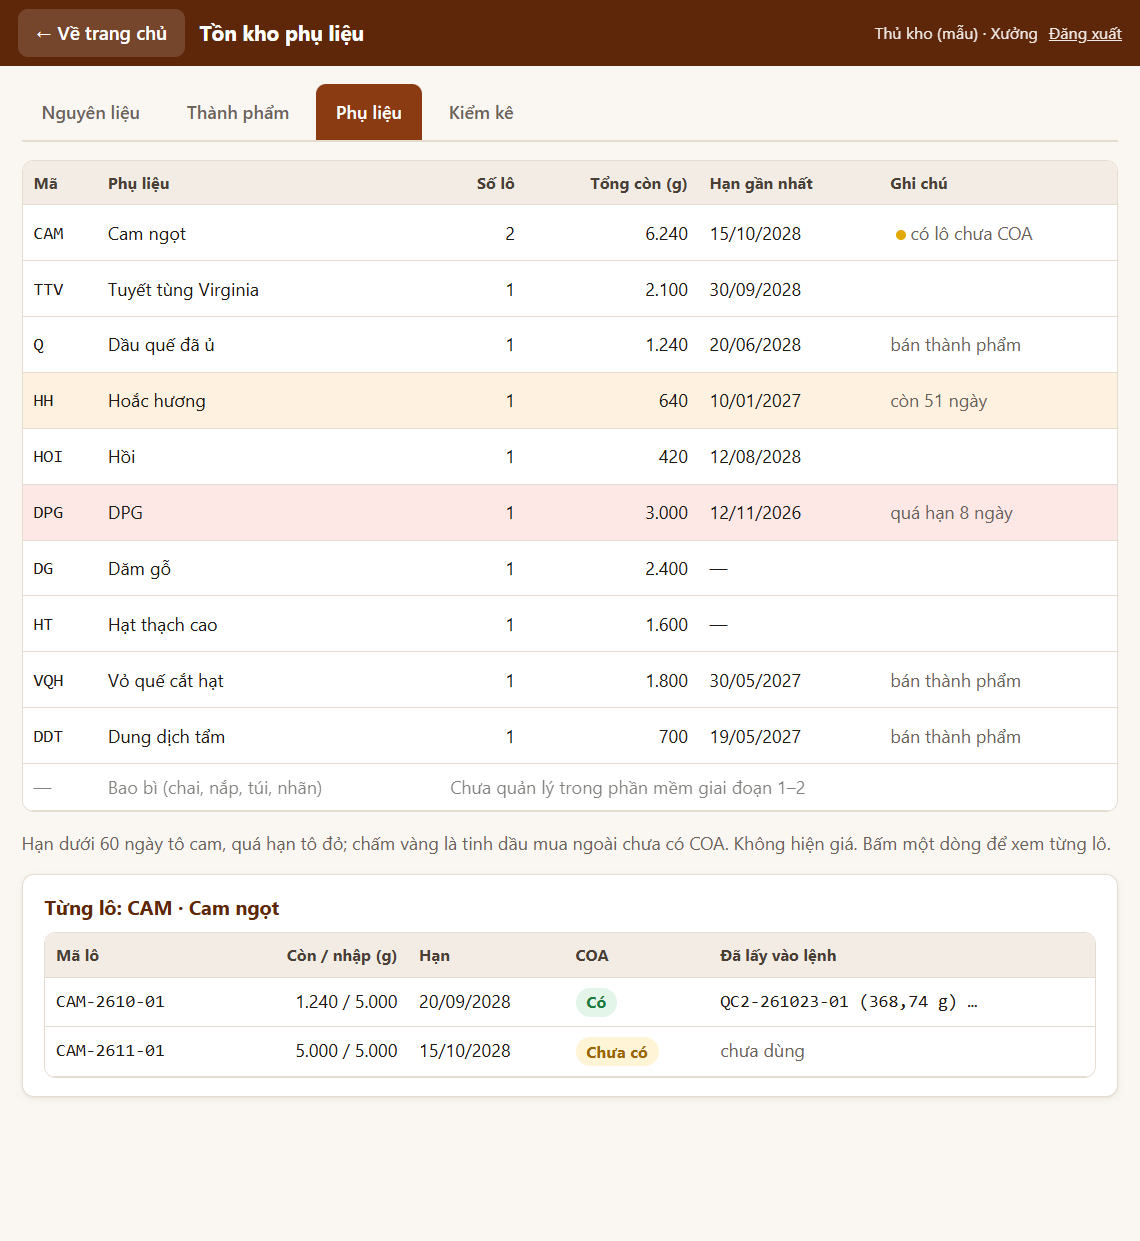 ← Về trang chủ Tồn kho phụ liệu Thủ kho (mẫu) · Xưởng Đăng xuất
Nguyên liệu Thành phẩm Phụ liệu Kiểm kê
Mã Phụ liệu Số lô Tổng còn (g) Hạn gần nhất Ghi chú
CAM Cam ngọt 2 6.240 15/10/2028 có lô chưa COA
TTV Tuyết tùng Virginia 1 2.100 30/09/2028
Q Dầu quế đã ủ 1 1.240 20/06/2028 bán thành phẩm
HH Hoắc hương 1 640 10/01/2027 còn 51 ngày
HOI Hồi 1 420 12/08/2028
DPG DPG 1 3.000 12/11/2026 quá hạn 8 ngày
DG Dăm gỗ 1 2.400 —
HT Hạt thạch cao 1 1.600 —
VQH Vỏ quế cắt hạt 1 1.800 30/05/2027 bán thành phẩm
DDT Dung dịch tẩm 1 700 19/05/2027 bán thành phẩm
— Bao bì (chai, nắp, túi, nhãn) Chưa quản lý trong phần mềm giai đoạn 1–2
Hạn dưới 60 ngày tô cam, quá hạn tô đỏ; chấm vàng là tinh dầu mua ngoài chưa có COA. Không hiện giá. Bấm một dòng để xem từng lô.
Từng lô: CAM · Cam ngọt
Mã lô Còn / nhập (g) Hạn COA Đã lấy vào lệnh
CAM-2610-01 1.240 / 5.000 20/09/2028 Có QC2-261023-01 (368,74 g) …
CAM-2611-01 5.000 / 5.000 15/10/2028 Chưa có chưa dùng